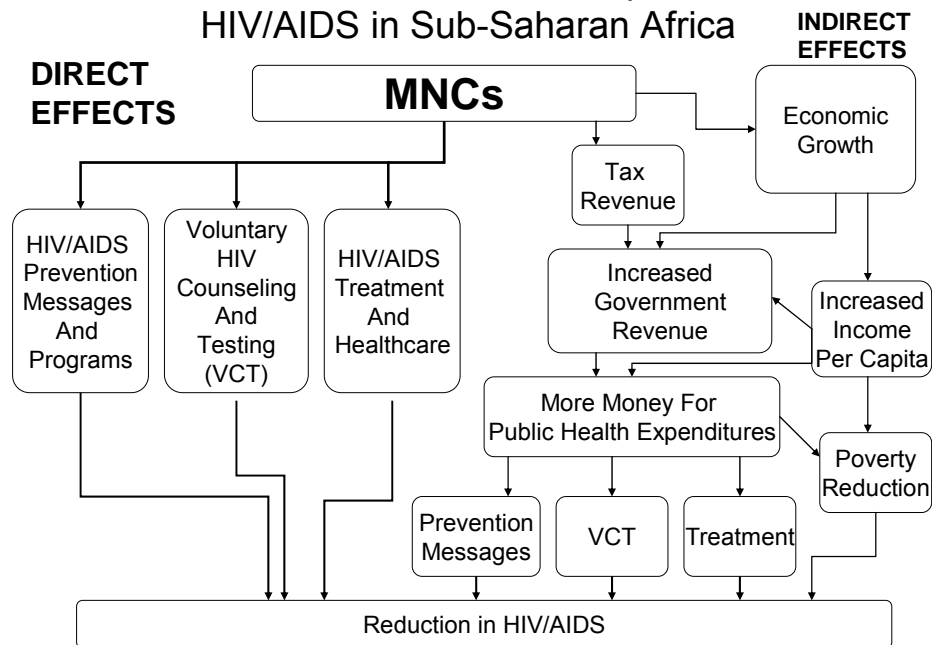 HIV/AIDS in Sub-Saharan Africa
INDIRECT
EFFECTS
DIRECT
EFFECTS
MNCs
Economic
Growth
Tax
Revenue
HIV/AIDS
Prevention
Messages
And
Programs
Voluntary
HIV
Counseling
And
Testing
(VCT)
HIV/AIDS
Treatment
And
Healthcare
Increased
Government
Revenue
Increased
Income
Per Capita
More Money For
Public Health Expenditures
Poverty
Reduction
Prevention
Messages
VCT
Treatment
Reduction in HIV/AIDS